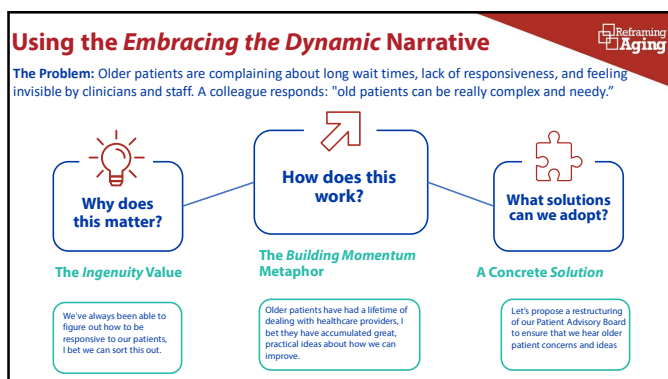 Using the Embracing the Dynamic Narrative
Reframing
Aging
The Problem: Older patients are complaining about long wait times, lack of responsiveness, and feeling
invisible by clinicians and staff. A colleague responds: "old patients can be really complex and needy.”
Why does
this matter?
How does this
work?
What solutions
can we adopt?
The Ingenuity Value
The Building Momentum
Metaphor
A Concrete Solution
We've always been able to
figure out how to be
responsive to our patients,
I bet we can sort this out.
Older patients have had a lifetime of
dealing with healthcare providers, I
bet they have accumulated great,
practical ideas about how we can
improve.
Let's propose a restructuring
of our Patient Advisory Board
to ensure that we hear older
patient concerns and ideas